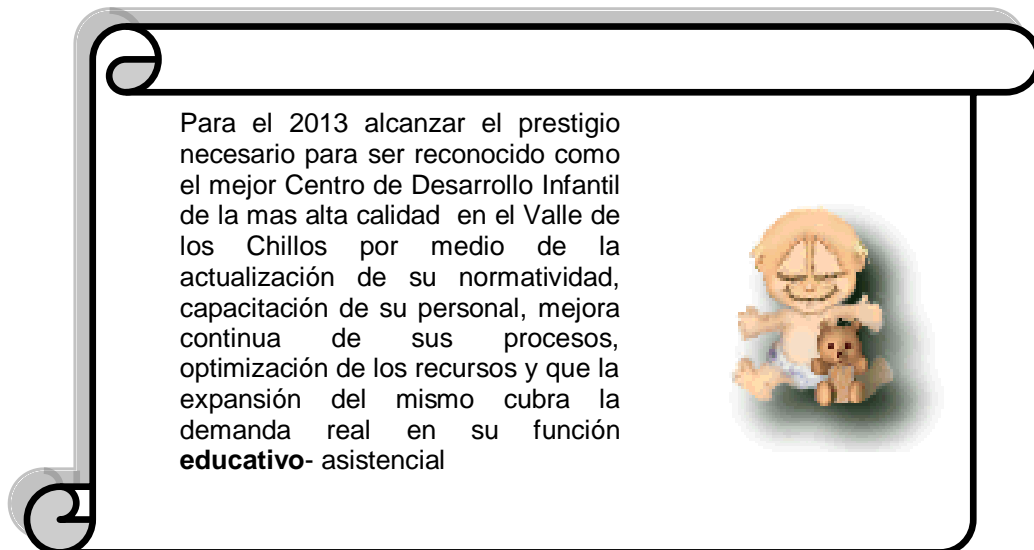 Para el 2013 alcanzar el prestigio
necesario para ser reconocido como
el mejor Centro de Desarrollo Infantil
de la mas alta calidad en el Valle de
los Chillos por medio de la
actualización de su normatividad,
capacitación de su personal, mejora
continua de sus procesos,
optimización de los recursos y que la
expansión del mismo cubra la
demanda real en su función
educativo- asistencial